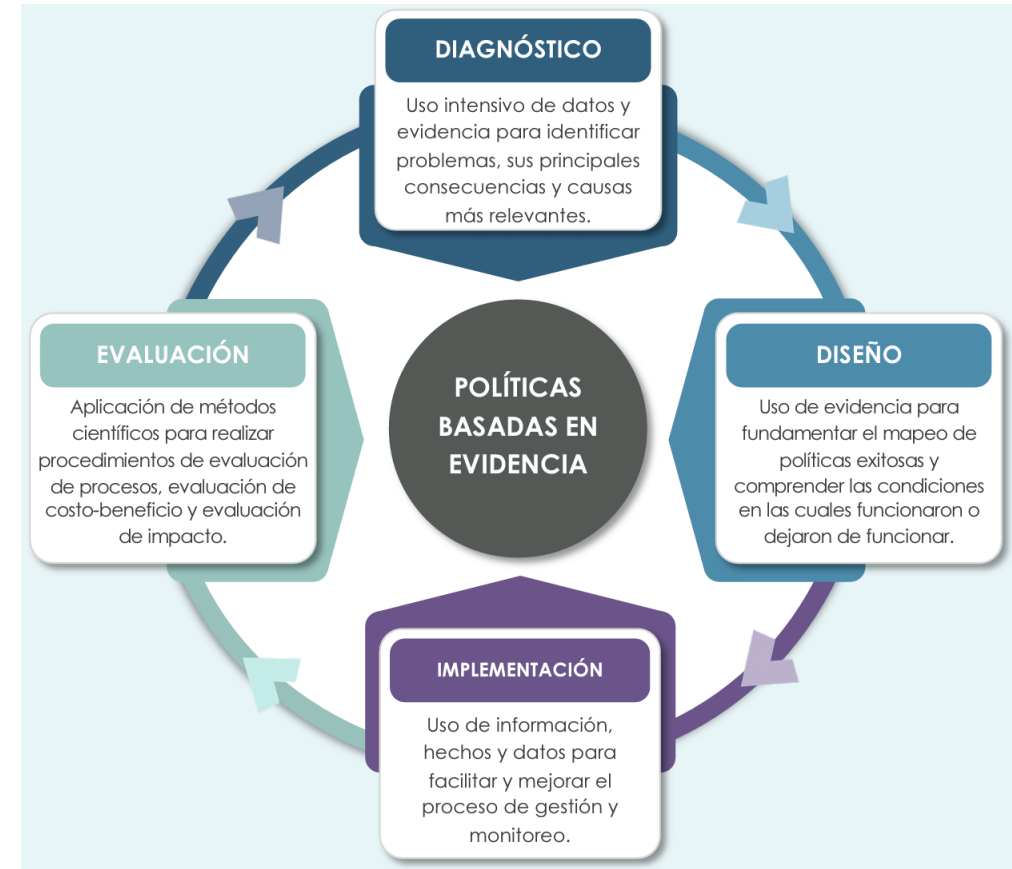 DIAGNÓSTICO
Uso intensivo de datos y
evidencia para identificar
problemas, sus principales
consecuencias y causas
más relevantes.
EVALUACIÓN
Aplicación de métodos
científicos para realizar
procedimientos de evaluación
de procesos, evaluación de
costo-beneficio y evaluación
de impacto.
POLÍTICAS
BASADAS EN
EVIDENCIA
DISEÑO
Uso de evidencia para
fundamentar el mapeo de
políticas exitosas y
comprender las condiciones
en las cuales funcionaron o
dejaron de funcionar.
IMPLEMENTACIÓN
Uso de información,
hechos y datos para
facilitar y mejorar el
proceso de gestión y
monitoreo.